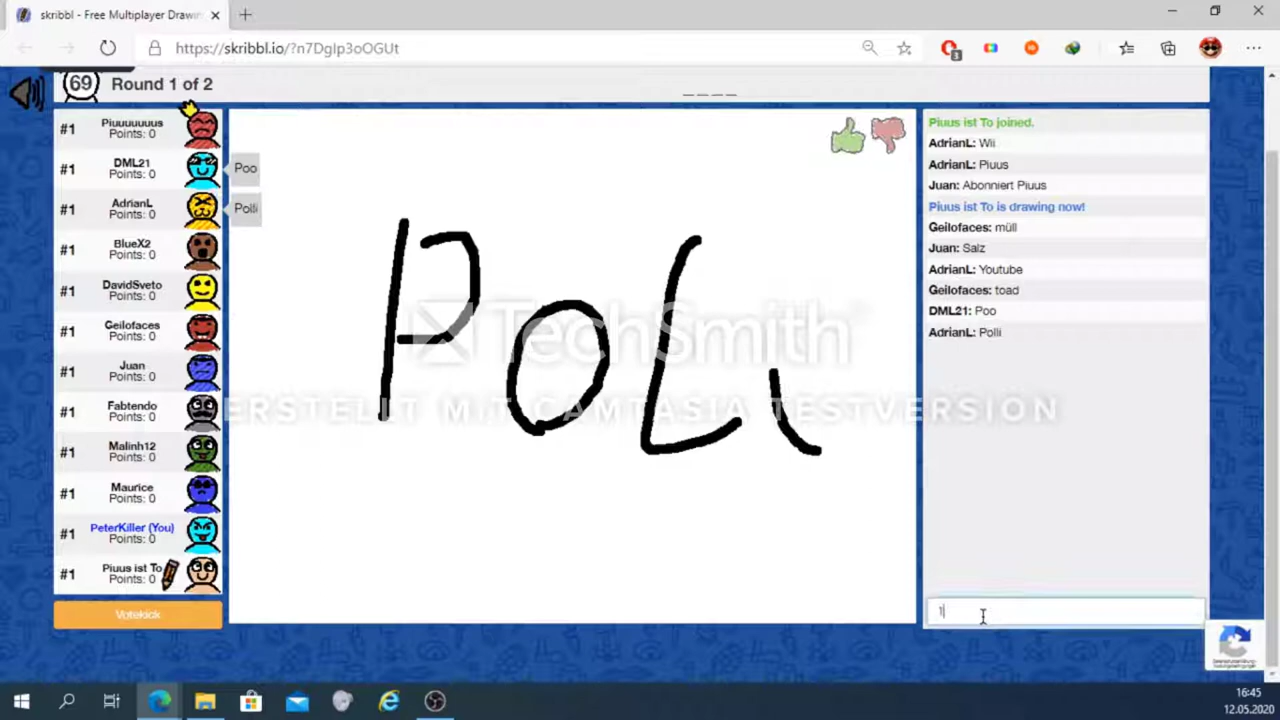 skribbl - Free Multiplayer Drawin
https://skribbl.io/?n7DgIp3oOGUt
3
69
Round 1 of 2
_ _ _ _
#1 Piuuuuuus
Points: 0
#1 DML21
Points: 0
Poo
#1 AdrianL
Points: 0
Polli
#1 BlueX2
Points: 0
#1 DavidSveto
Points: 0
#1 Geilofaces
Points: 0
#1 Juan
Points: 0
#1 Fabtendo
Points: 0
#1 Malinh12
Points: 0
#1 Maurice
Points: 0
#1 PeterKiller (You)
Points: 0
#1 Piuus ist To
Points: 0
Votekick
PoLi
TechSmith
ERSTELLT MIT CAMTASIA TESTVERSION
Piuus ist To joined.
AdrianL: Wii
AdrianL: Piuus
Juan: Abonniert Piuus
Piuus ist To is drawing now!
Geilofaces: müll
Juan: Salz
AdrianL: Youtube
Geilofaces: toad
DML21: Poo
AdrianL: Polli
1
16:45
12.05.2020